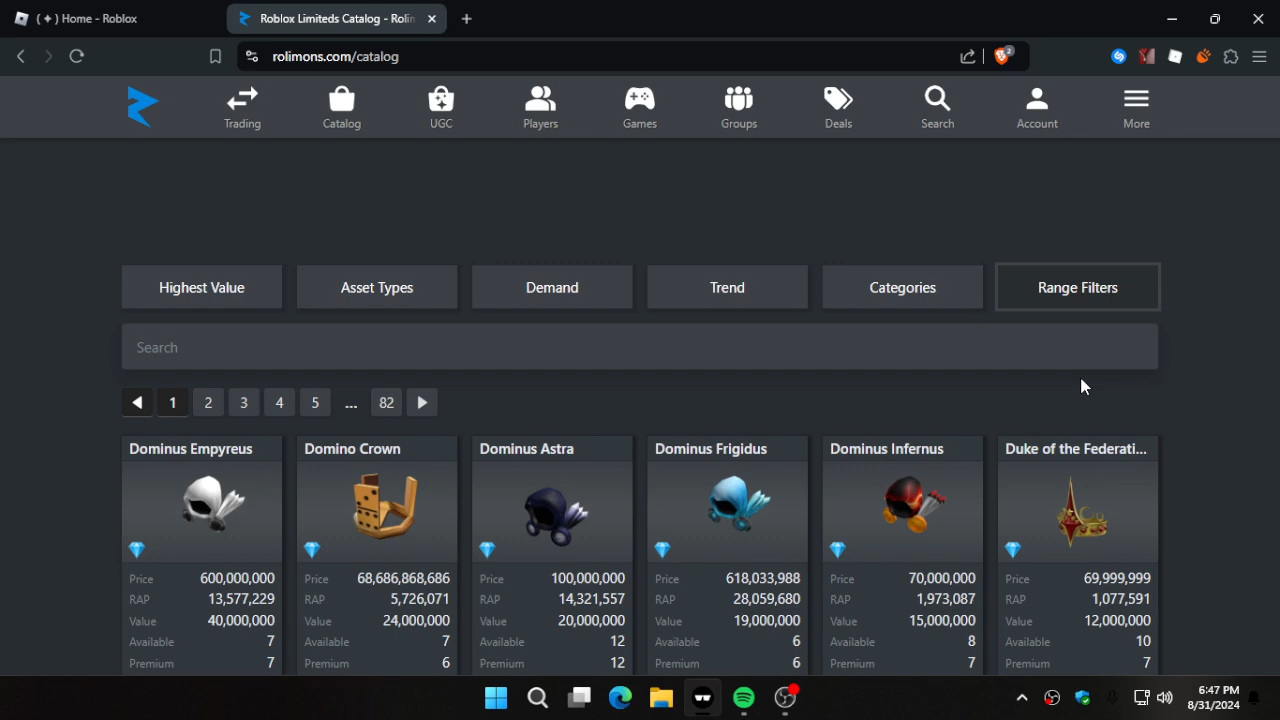 ( ✦ ) Home - Roblox
Roblox Limiteds Catalog - Rolim
rolimons.com/catalog
2
Trading Catalog UGC Players Games Groups Deals Search Account More
Highest Value Asset Types Demand Trend Categories Range Filters
Search
1 2 3 4 5 ... 82
Dominus Empyreus Domino Crown Dominus Astra Dominus Frigidus Dominus Infernus Duke of the Federati...
Price 600,000,000 Price 68,686,868,686 Price 100,000,000 Price 618,033,988 Price 70,000,000 Price 69,999,999
RAP 13,577,229 RAP 5,726,071 RAP 14,321,557 RAP 28,059,680 RAP 1,973,087 RAP 1,077,591
Value 40,000,000 Value 24,000,000 Value 20,000,000 Value 19,000,000 Value 15,000,000 Value 12,000,000
Available 7 Available 7 Available 12 Available 6 Available 8 Available 10
Premium 7 Premium 6 Premium 12 Premium 6 Premium 7 Premium 7
6:47 PM
8/31/2024